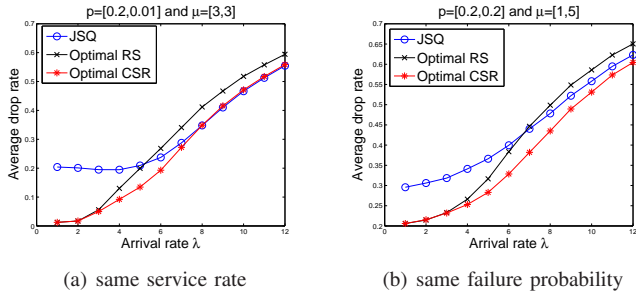 p=[0.2,0.01] and μ=[3,3]
JSQ
Optimal RS
Optimal CSR
Average drop rate
0.7
0.6
0.5
0.4
0.3
0.2
0.1
0
0 2 4 6 8 10 12
Arrival rate λ
(a) same service rate
p=[0.2,0.2] and μ=[1,5]
JSQ
Optimal RS
Optimal CSR
Average drop rate
0.7
0.65
0.6
0.55
0.5
0.45
0.4
0.35
0.3
0.25
0.2
0 2 4 6 8 10 12
Arrival rate λ
(b) same failure probability